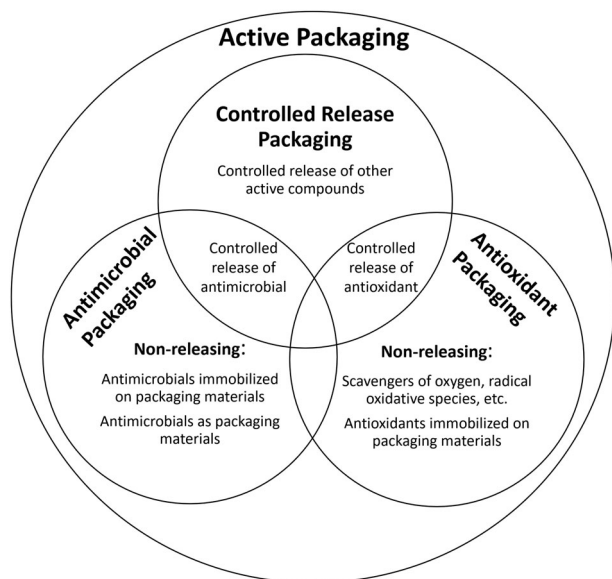 Active Packaging
Controlled Release
Packaging
Controlled release of other
active compounds
Antimicrobial
Packaging
Controlled
release of
antimicrobial
Controlled
release of
antioxidant
Antioxidant
Packaging
Non-releasing:
Antimicrobials immobilized
on packaging materials
Antimicrobials as packaging
materials
Non-releasing:
Scavengers of oxygen, radical
oxidative species, etc.
Antioxidants immobilized on
packaging materials